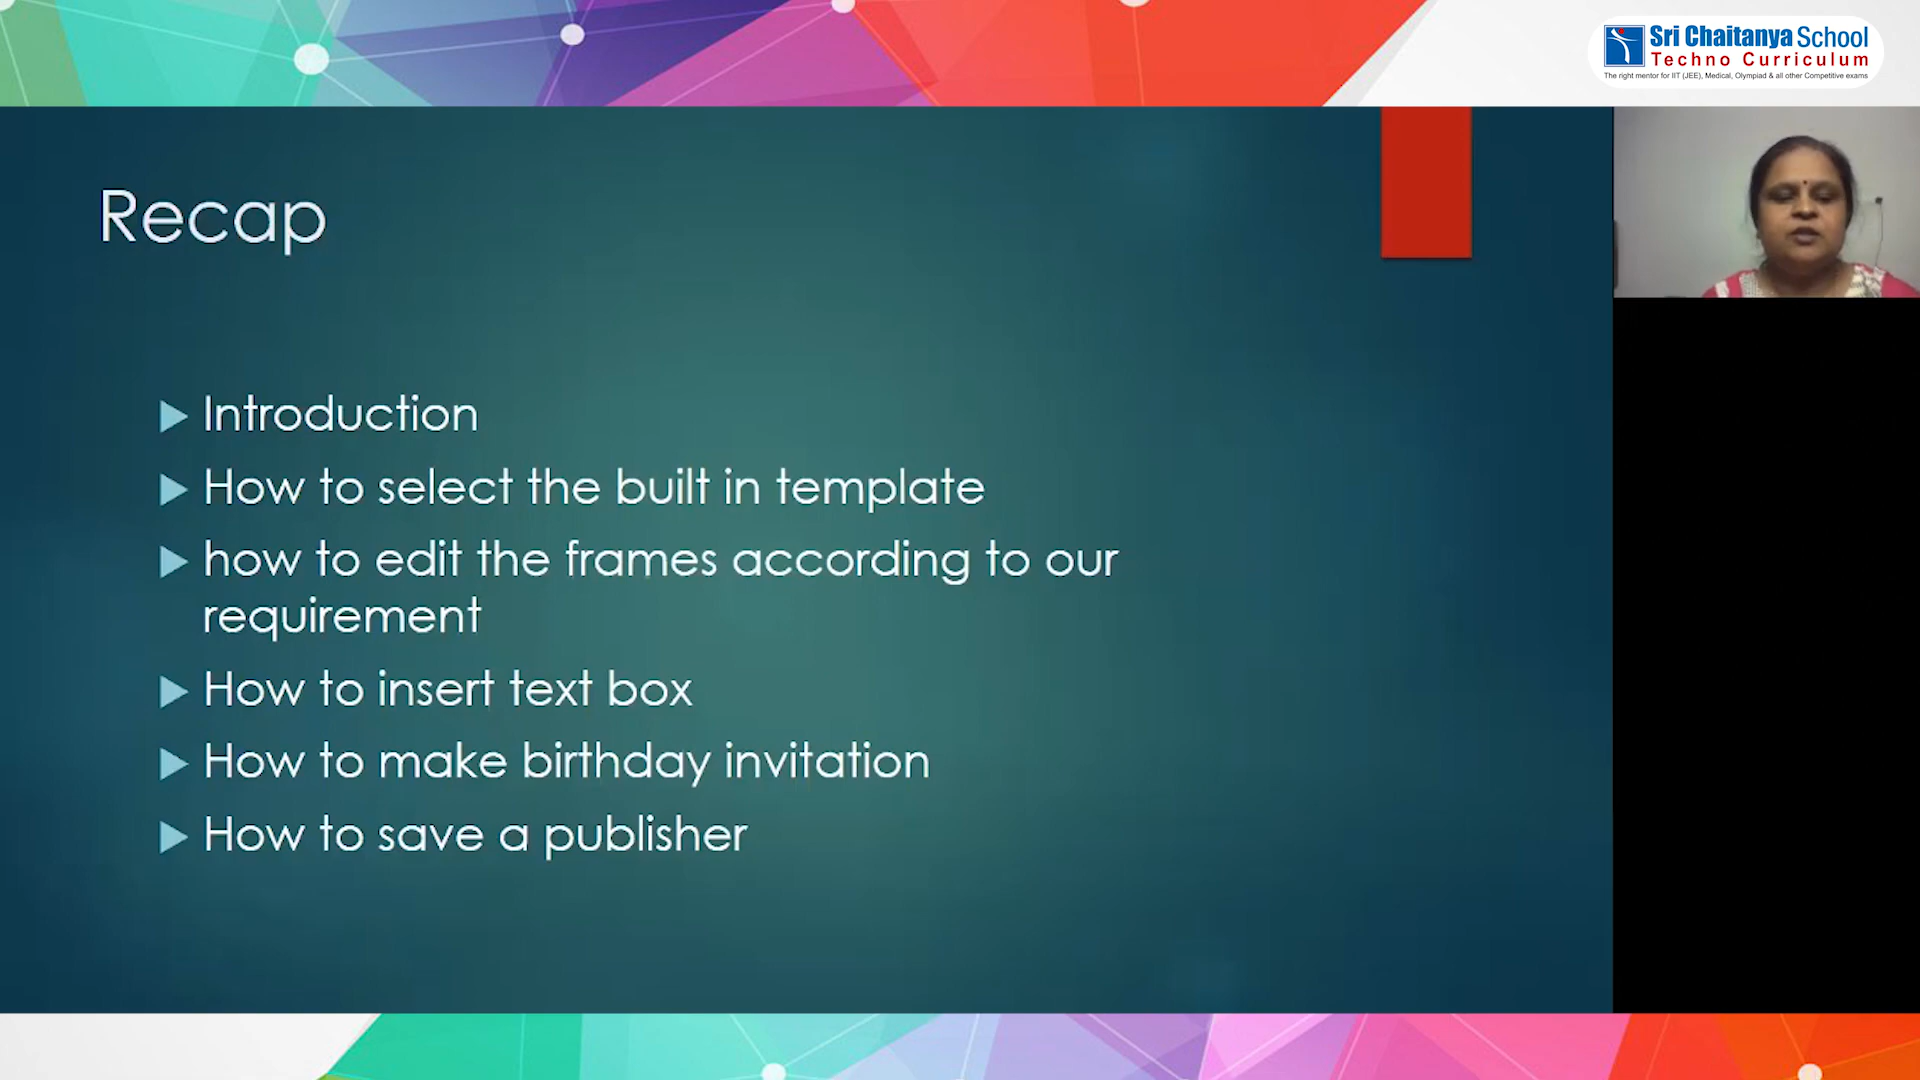 Sri Chaitanya School
Techno Curriculum
The right mentor for IIT (JEE), Medical, Olympiad & all other Competitive exams
Recap
Introduction
How to select the built in template
how to edit the frames according to our
requirement
How to insert text box
How to make birthday invitation
How to save a publisher